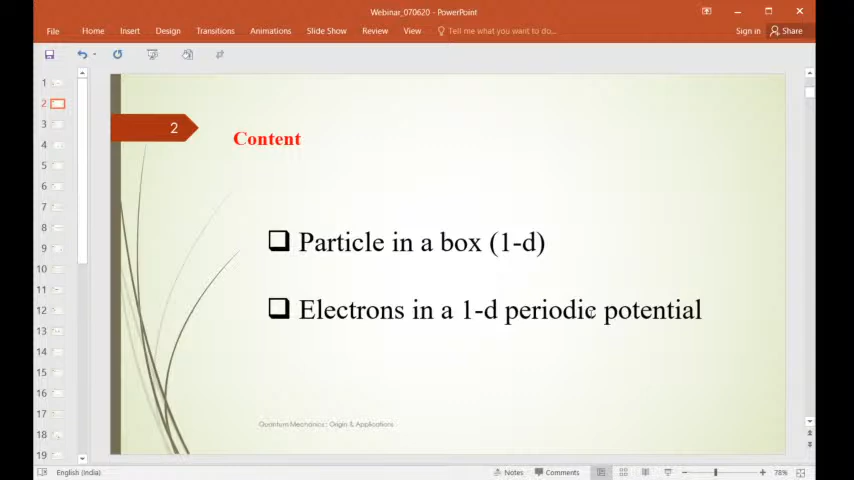 Webinar_070620 - PowerPoint
File Home Insert Design Transitions Animations Slide Show Review View Tell me what you want to do... Sign in Share
1
2
3
4
5
6
7
8
9
10
11
12
13
14
15
16
17
18
19
2
Content
Particle in a box (1-d)
Electrons in a 1-d periodic potential
Quantum Mechanics : Origin & Applications
English (India) Notes Comments 78%